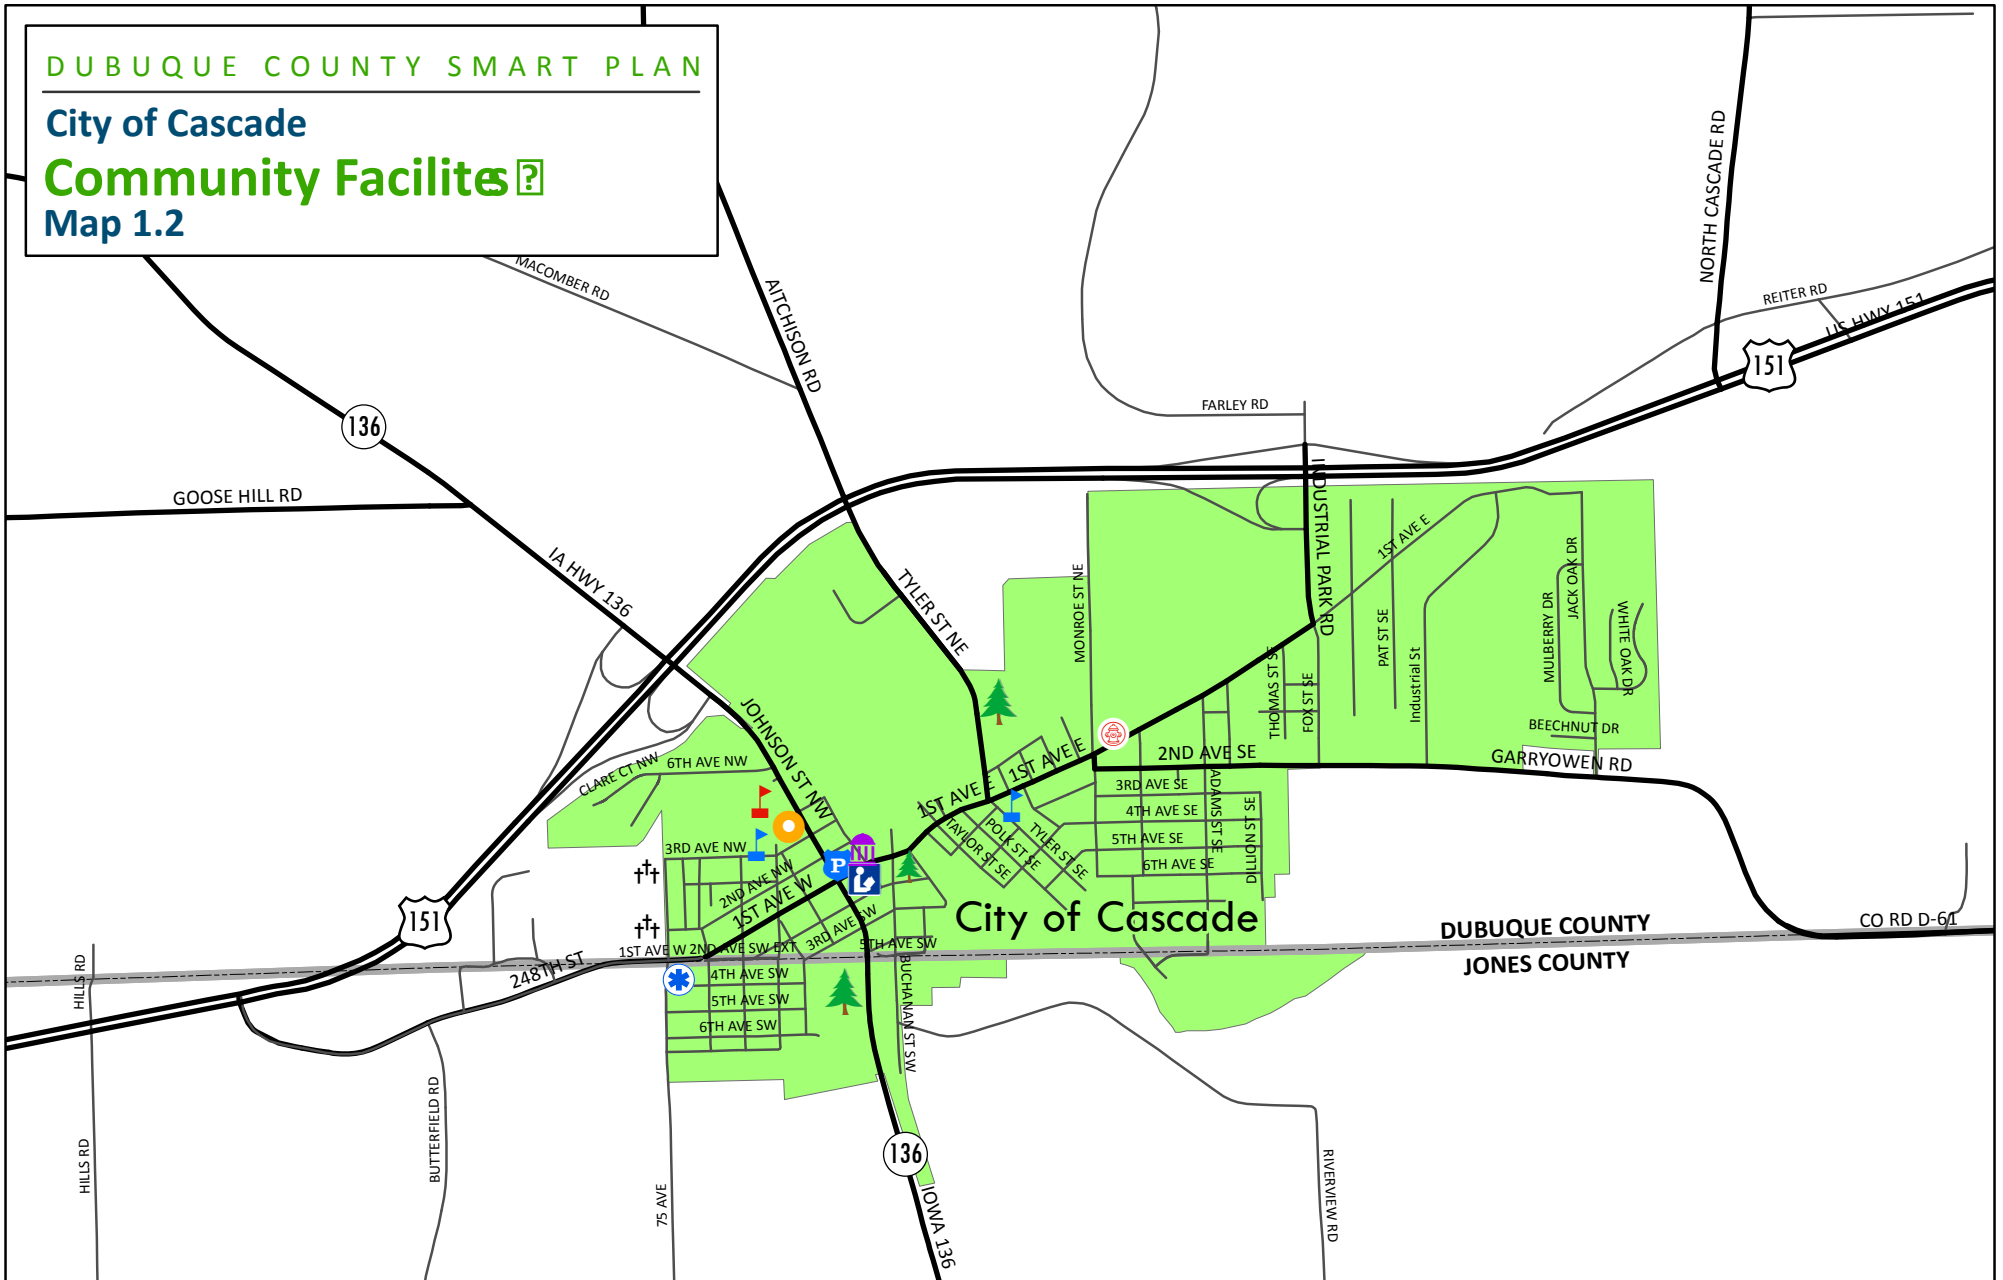 DUBUQUE COUNTY SMART PLAN
City of Cascade
Community Facilites
Map 1.2
MACOMBER RD
AITCHISON RD
NORTH CASCADE RD
REITER RD
US HWY 151
151
FARLEY RD
136
GOOSE HILL RD
IA HWY 136
INDUSTRIAL PARK RD
1ST AVE E
TYLER ST NE
MONROE ST NE
JACK OAK DR
MULBERRY DR
WHITE OAK DR
PAT ST SE
Industrial St
THOMAS ST SE
FOX ST SE
BEECHNUT DR
GARRYOWEN RD
2ND AVE SE
JOHNSON ST NW
6TH AVE NW
CLARE CT NW
1ST AVE E
1ST AVE E
E
3RD AVE SE
4TH AVE SE
5TH AVE SE
6TH AVE SE
ADAMS ST SE
DILLION ST SE
TAYLOR ST SE
POLK ST SE
TYLER ST SE
3RD AVE NW
2ND AVE NW
1ST AVE W
P
3RD AVE SW
City of Cascade
151
DUBUQUE COUNTY
JONES COUNTY
CO RD D-61
1ST AVE W
2ND AVE SW EXT
5TH AVE SW
248TH ST
4TH AVE SW
5TH AVE SW
6TH AVE SW
BUCHANAN ST SW
HILLS RD
HILLS RD
BUTTERFIELD RD
75 AVE
136
IOWA 136
RIVERVIEW RD